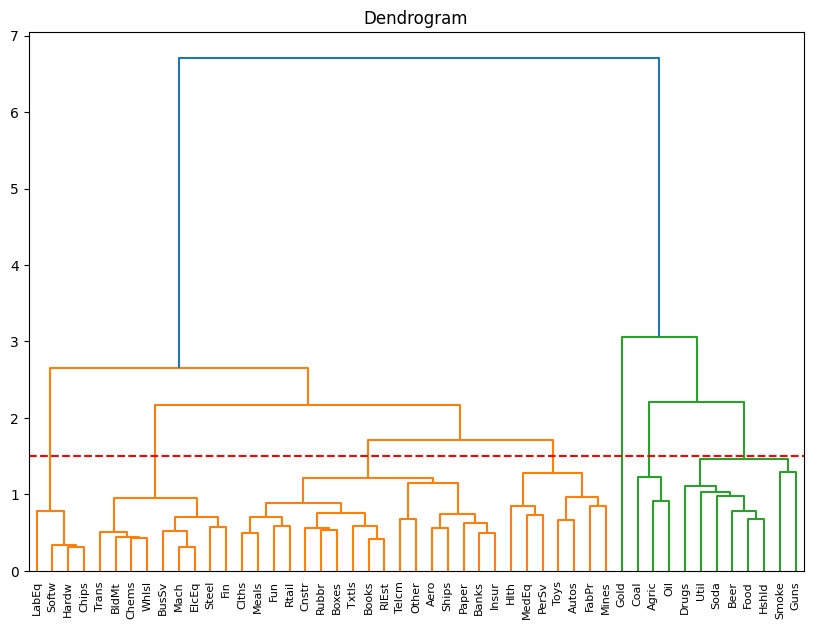 Dendrogram
7
6
5
4
3
2
1
0
LabEq
Softw
Hardw
Chips
Trans
BldMt
Chems
Whlsl
BusSv
Mach
ElcEq
Steel
Fin
Clths
Meals
Fun
Rtail
Cnstr
Rubbr
Boxes
Txtls
Books
RlEst
Telcm
Other
Aero
Ships
Paper
Banks
Insur
Hlth
MedEq
PerSv
Toys
Autos
FabPr
Mines
Gold
Coal
Agric
Oil
Drugs
Util
Soda
Beer
Food
Hshld
Smoke
Guns